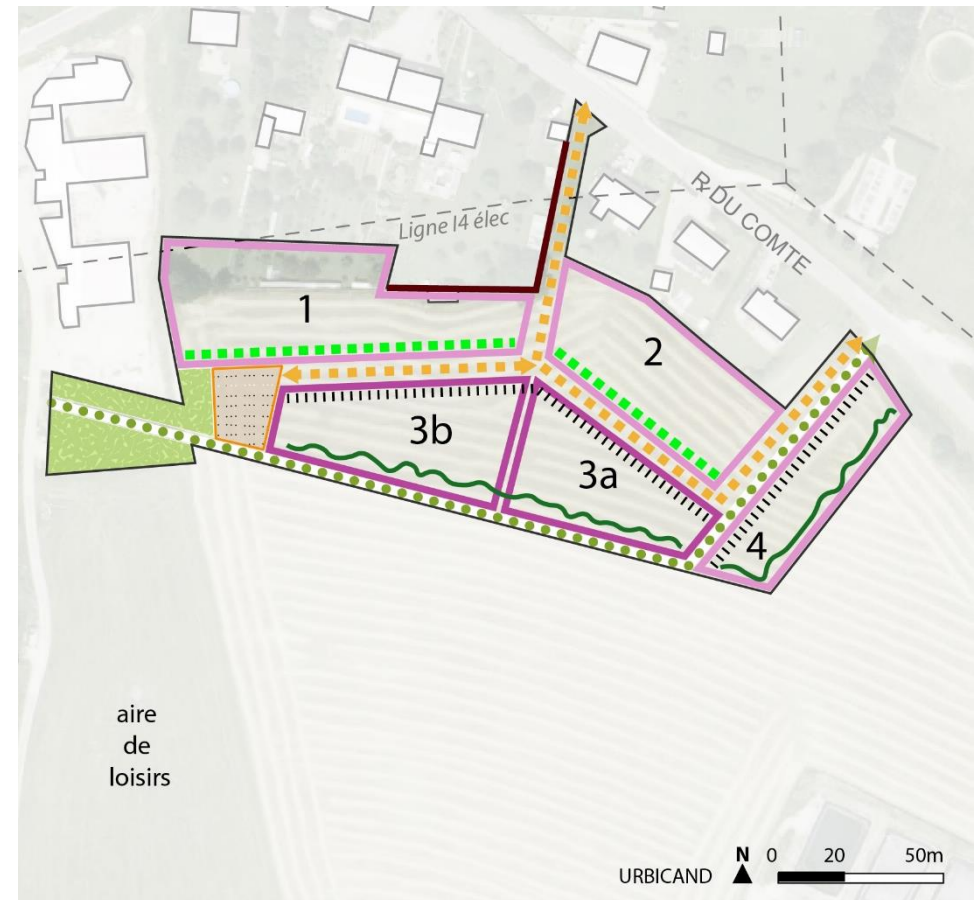 Ligne l4 élec
R DU COMTE
1
2
3b
3a
4
aire
de
loisirs
URBICAND
N 0 20 50m